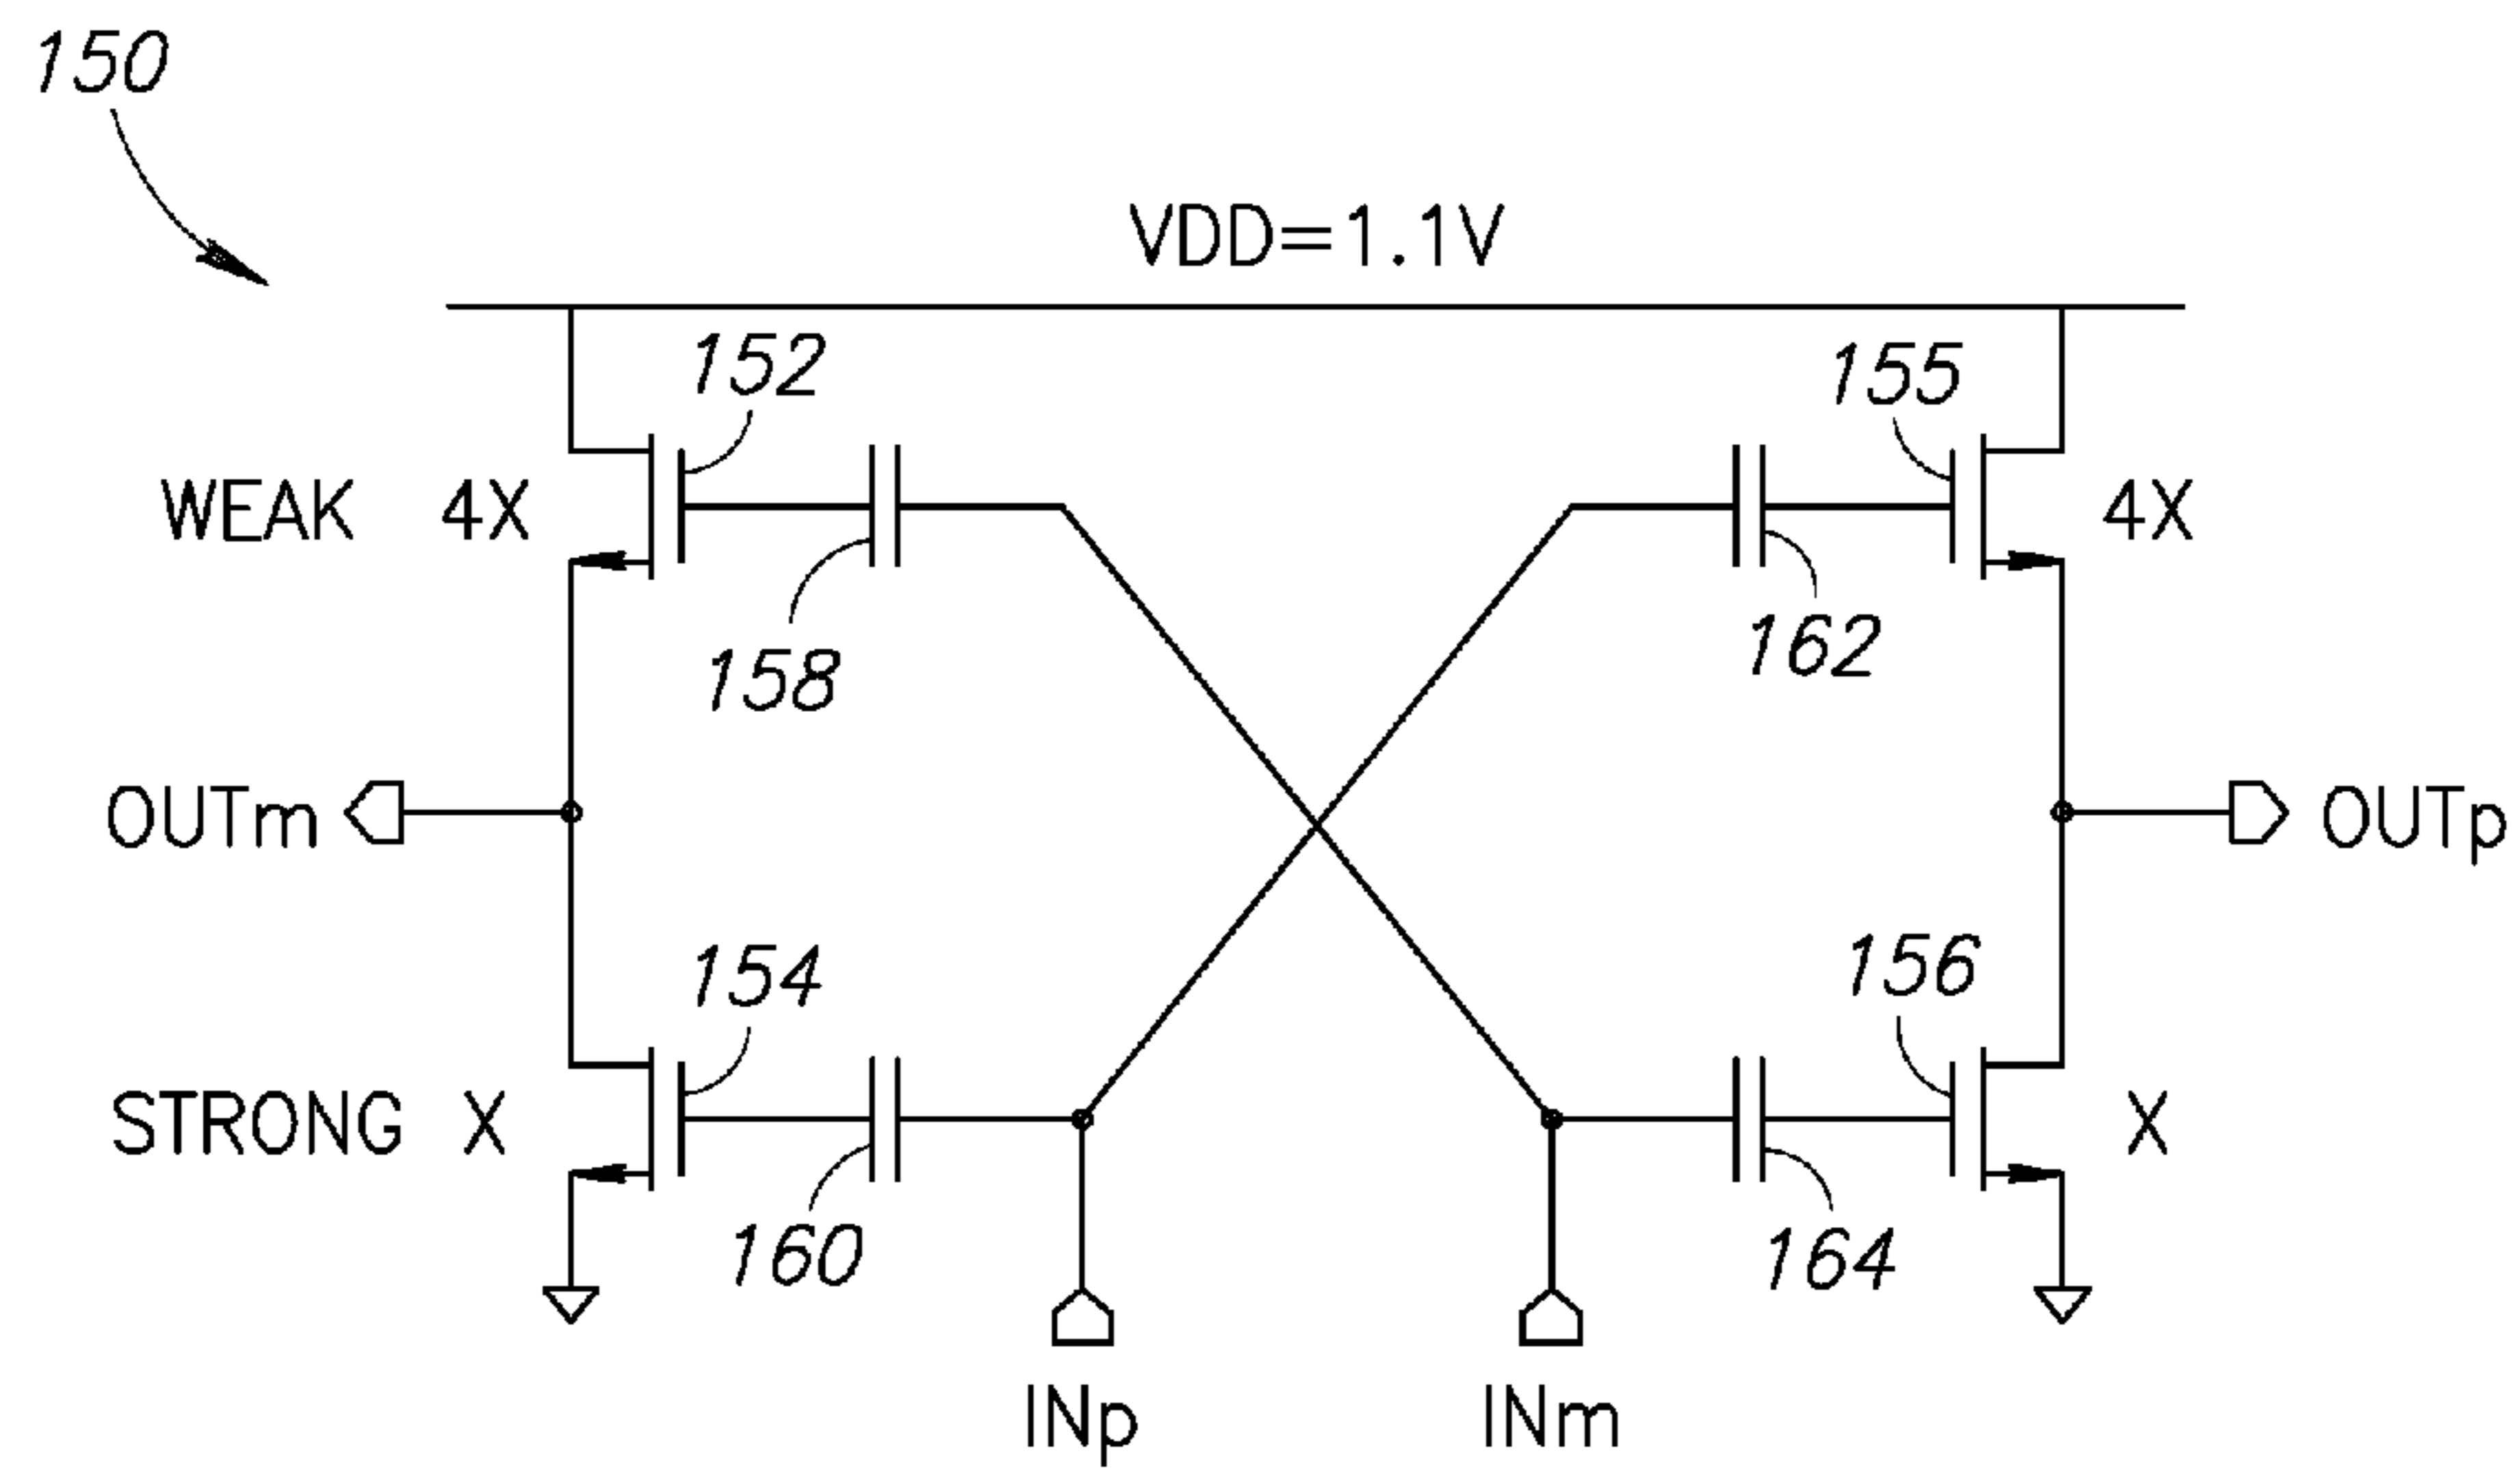 150
VDD=1.1V
152
155
WEAK 4X
4X
158
162
OUTm
OUTp
154
156
STRONG X
X
160
164
INp
INm